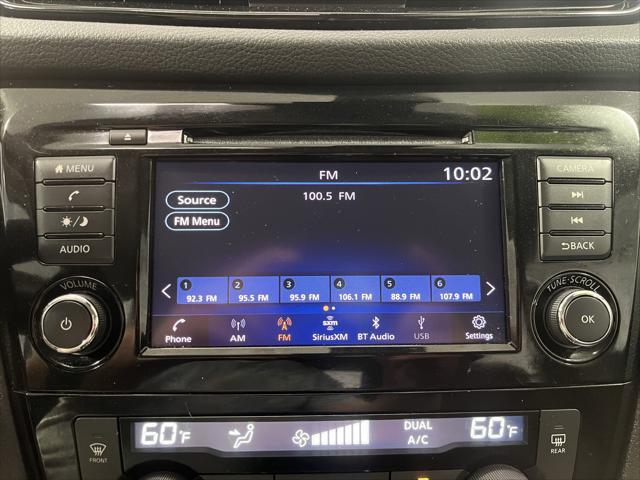 FM 10:02
MENU
Source
100.5 FM
CAMERA
FM Menu
AUDIO
BACK
VOLUME
TUNE·SCROLL
1 2 3 4 5 6
92.3 FM 95.5 FM 95.9 FM 106.1 FM 88.9 FM 107.9 FM
OK
Phone AM FM sxm SiriusXM BT Audio USB Settings
60°F DUAL A/C 60°F
FRONT
REAR